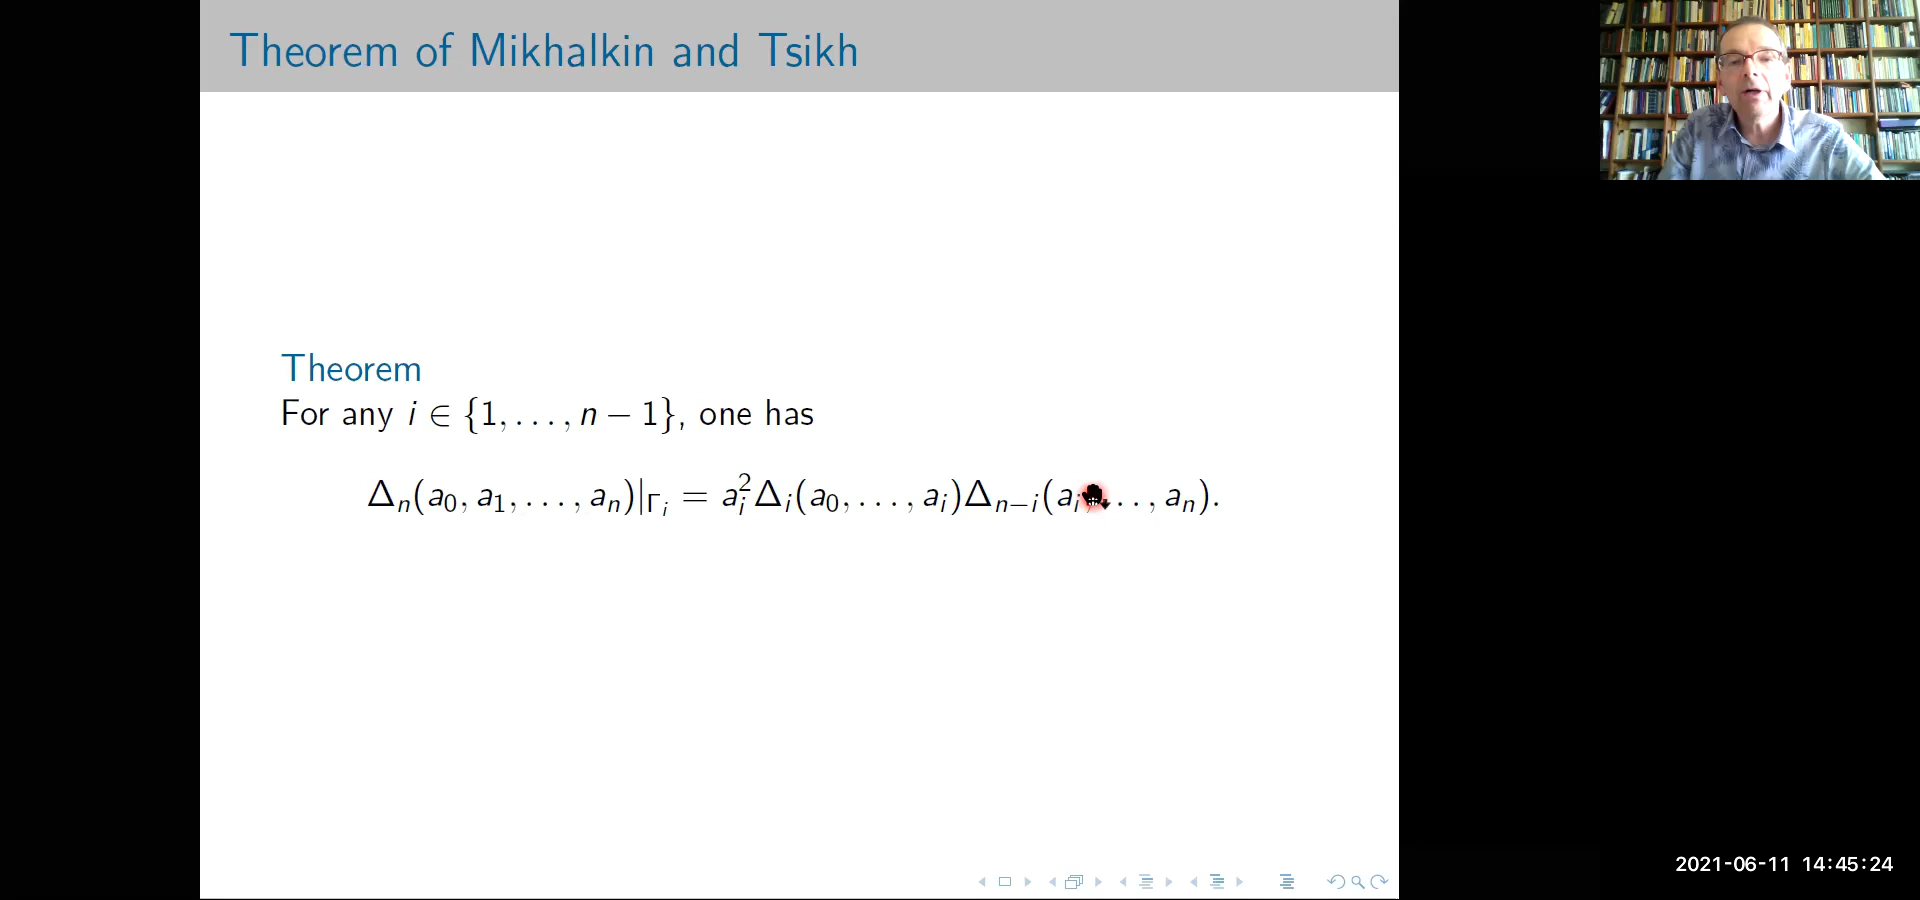 Theorem of Mikhalkin and Tsikh
Theorem
For any i ∈ {1, . . . , n − 1}, one has
Δₙ(a₀, a₁, . . . , aₙ)|Γᵢ = aᵢ²Δᵢ(a₀, . . . , aᵢ)Δₙ₋ᵢ(aᵢ, . . . , aₙ).
2021-06-11 14:45:24